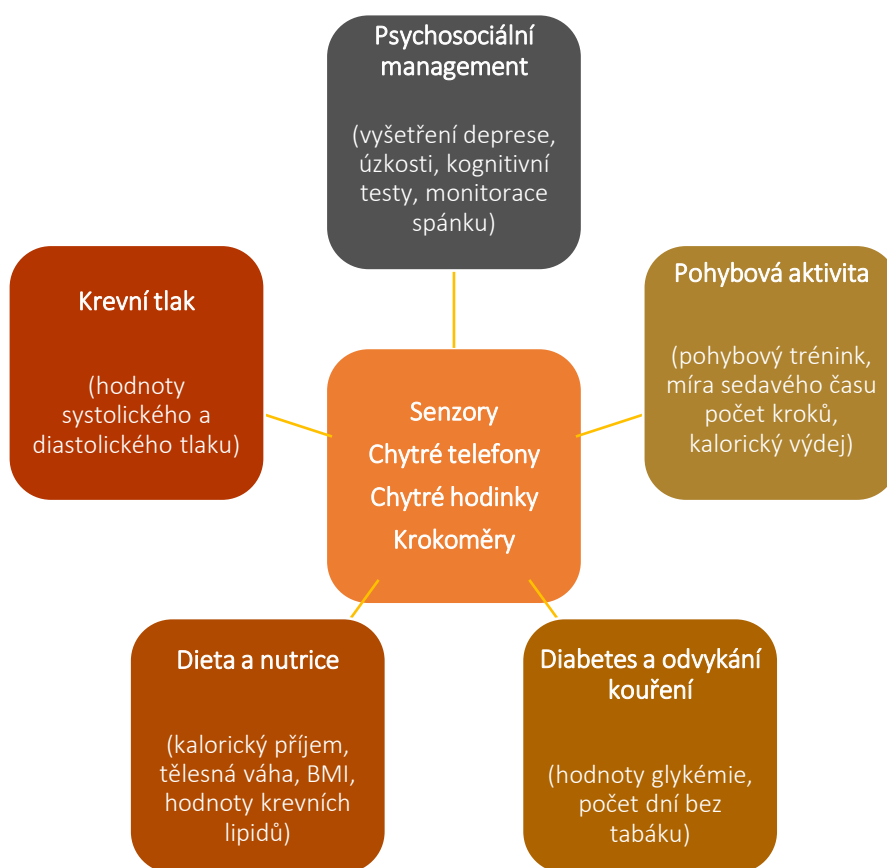 Psychosociální
management
(vyšetření deprese,
úzkosti, kognitivní
testy, monitorace
spánku)
Krevní tlak
(hodnoty
systolického a
diastolického tlaku)
Pohybová aktivita
(pohybový trénink,
míra sedavého času
počet kroků,
kalorický výdej)
Senzory
Chytré telefony
Chytré hodinky
Krokoměry
Dieta a nutrice
(kalorický příjem,
tělesná váha, BMI,
hodnoty krevních
lipidů)
Diabetes a odvykání
kouření
(hodnoty glykémie,
počet dní bez
tabáku)